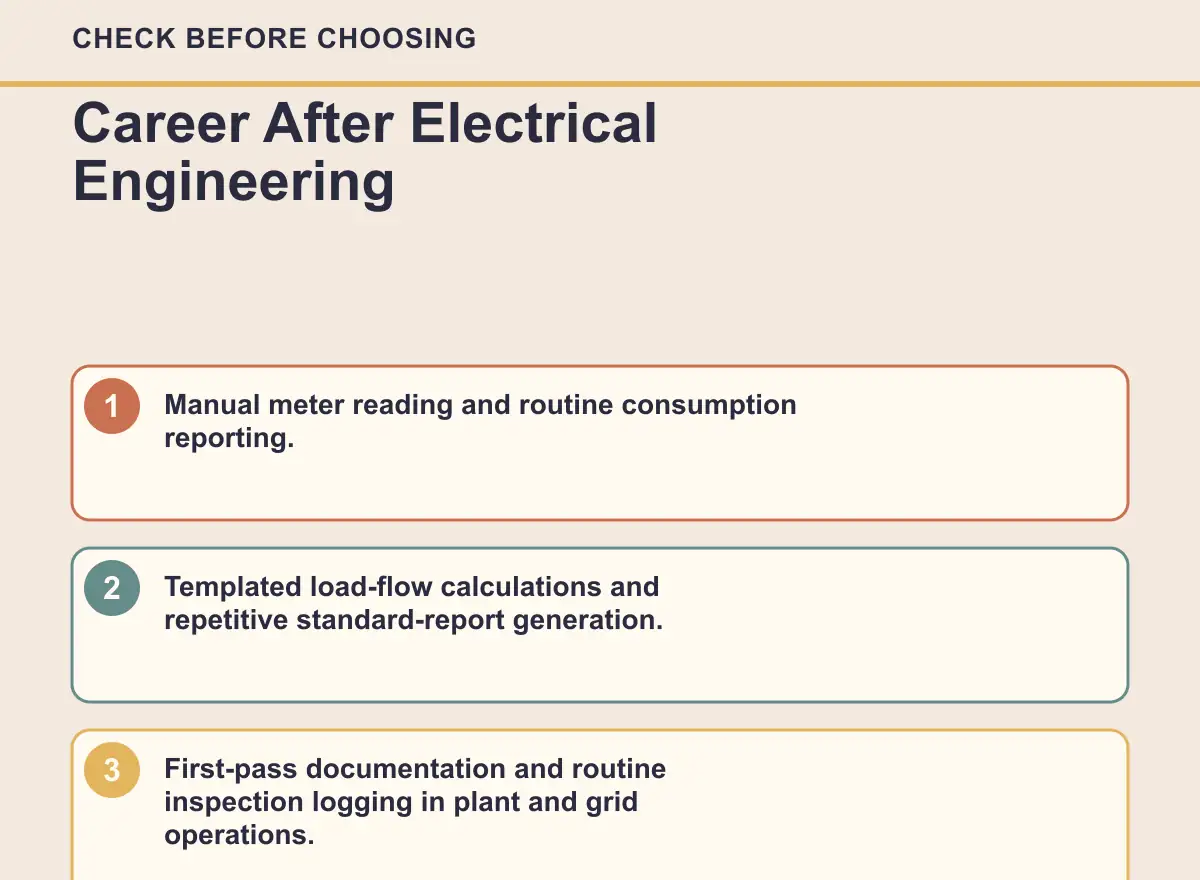 CHECK BEFORE CHOOSING
Career After Electrical
Engineering
1
Manual meter reading and routine consumption
reporting.
2
Templated load-flow calculations and
repetitive standard-report generation.
3
First-pass documentation and routine
inspection logging in plant and grid
operations.